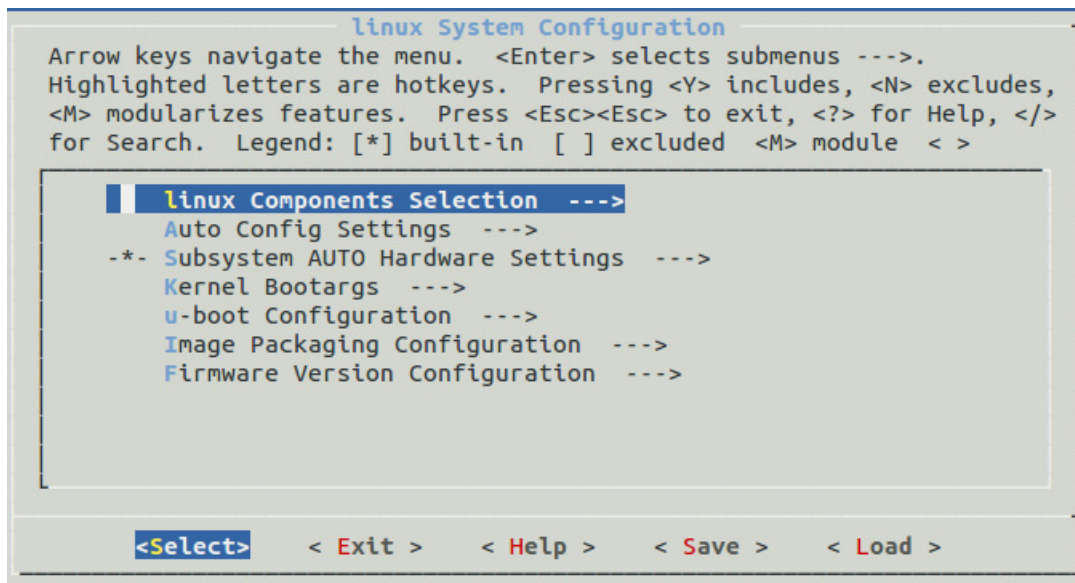 linux System Configuration
Arrow keys navigate the menu.  <Enter> selects submenus --->.
Highlighted letters are hotkeys.  Pressing <Y> includes, <N> excludes,
<M> modularizes features.  Press <Esc><Esc> to exit, <?> for Help, </>
for Search.  Legend: [*] built-in  [ ] excluded  <M> module  < >
linux Components Selection  --->
Auto Config Settings  --->
-*- Subsystem AUTO Hardware Settings  --->
Kernel Bootargs  --->
u-boot Configuration  --->
Image Packaging Configuration  --->
Firmware Version Configuration  --->
<Select>    < Exit >    < Help >    < Save >    < Load >